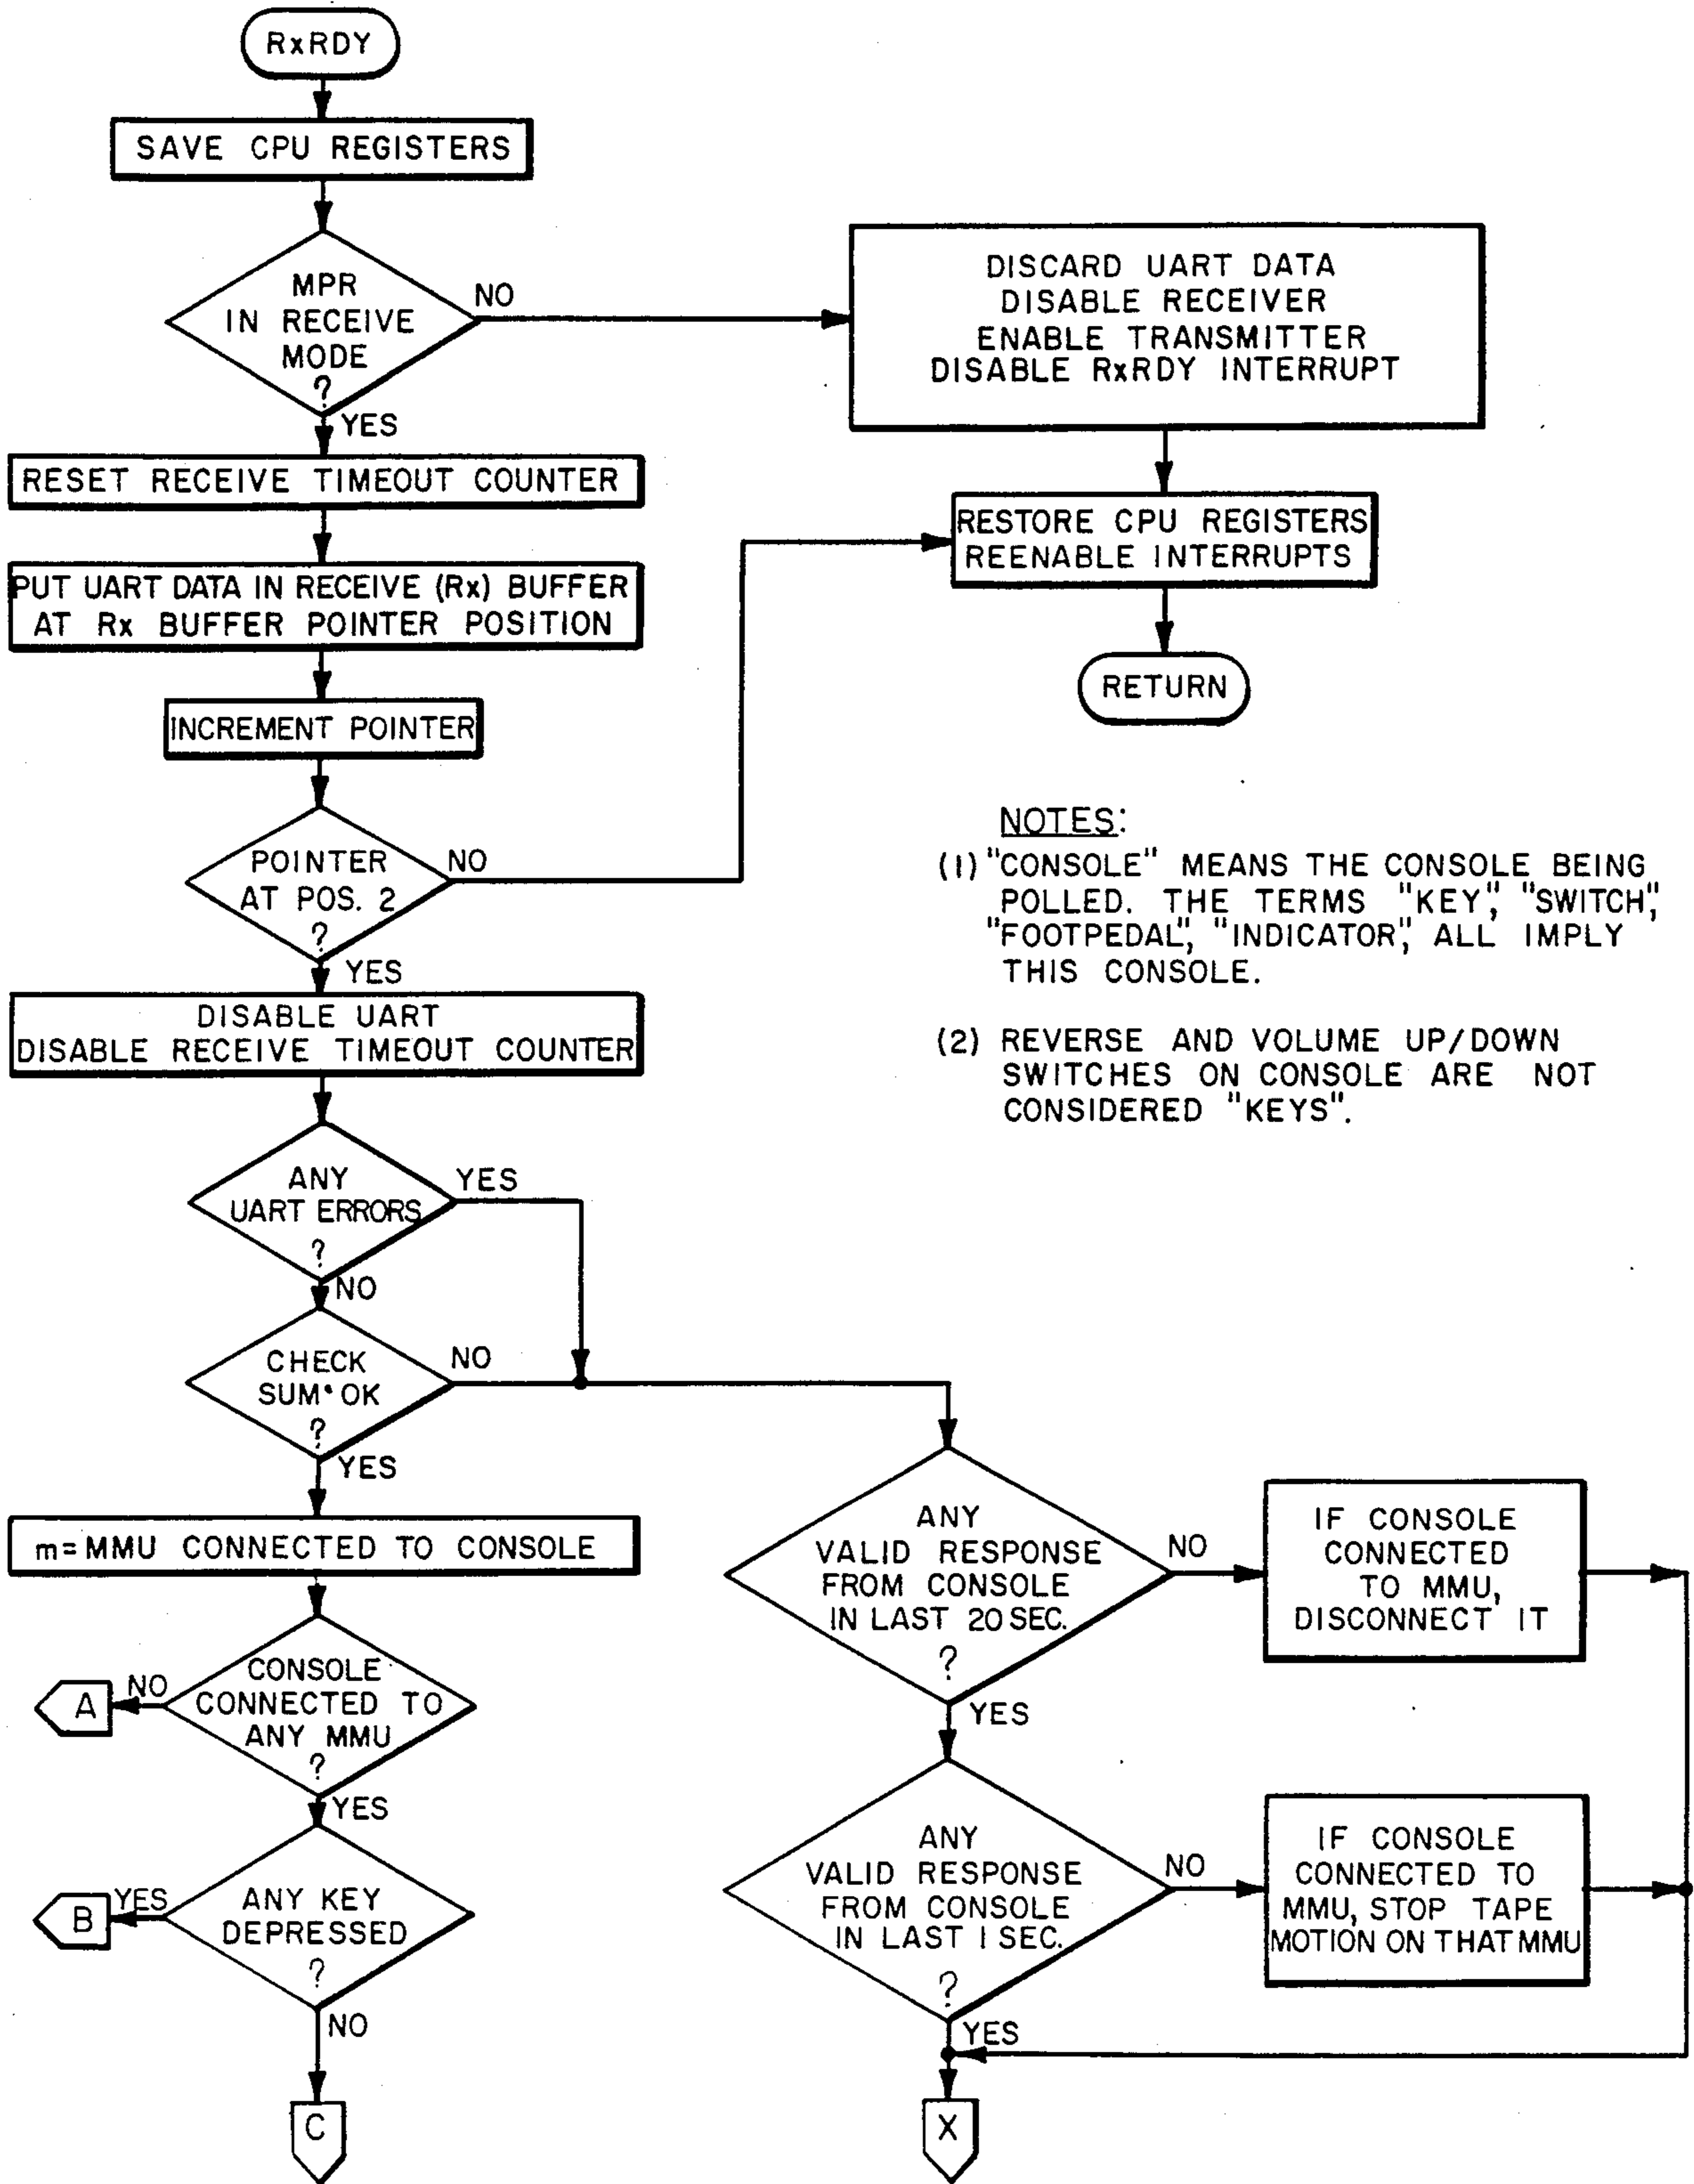 RxRDY
SAVE CPU REGISTERS
MPR
IN RECEIVE
MODE
?
NO
YES
DISCARD UART DATA
DISABLE RECEIVER
ENABLE TRANSMITTER
DISABLE RxRDY INTERRUPT
RESET RECEIVE TIMEOUT COUNTER
RESTORE CPU REGISTERS
REENABLE INTERRUPTS
PUT UART DATA IN RECEIVE (Rx) BUFFER
AT Rx BUFFER POINTER POSITION
RETURN
INCREMENT POINTER
POINTER
AT POS. 2
?
NO
YES
NOTES:
(1) "CONSOLE" MEANS THE CONSOLE BEING
POLLED. THE TERMS "KEY", "SWITCH",
"FOOTPEDAL", "INDICATOR", ALL IMPLY
THIS CONSOLE.
(2) REVERSE AND VOLUME UP/DOWN
SWITCHES ON CONSOLE ARE NOT
CONSIDERED "KEYS".
DISABLE UART
DISABLE RECEIVE TIMEOUT COUNTER
ANY
UART ERRORS
?
YES
NO
CHECK
SUM OK
?
NO
YES
m=MMU CONNECTED TO CONSOLE
CONSOLE
CONNECTED TO
ANY MMU
?
NO
A
YES
ANY KEY
DEPRESSED
?
YES
B
NO
C
ANY
VALID RESPONSE
FROM CONSOLE
IN LAST 20 SEC.
?
NO
YES
IF CONSOLE
CONNECTED
TO MMU,
DISCONNECT IT
ANY
VALID RESPONSE
FROM CONSOLE
IN LAST 1 SEC.
?
NO
YES
IF CONSOLE
CONNECTED TO
MMU, STOP TAPE
MOTION ON THAT MMU
X